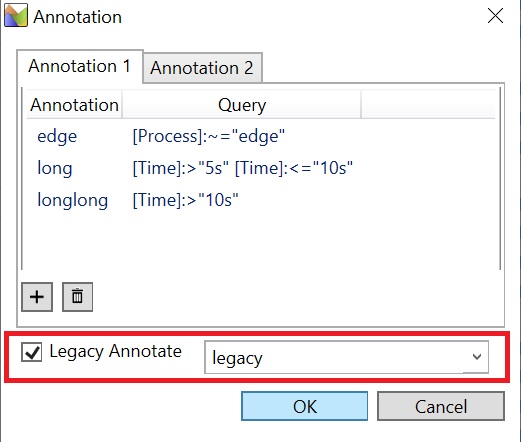 Annotation
Annotation 1 Annotation 2
Annotation Query
edge [Process]:~="edge"
long [Time]:>"5s" [Time]:<="10s"
longlong [Time]:>"10s"
Legacy Annotate legacy
OK Cancel